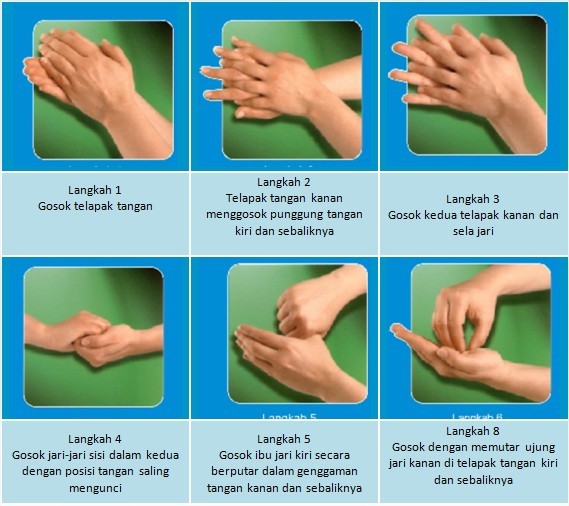 Langkah 1
Gosok telapak tangan
Langkah 2
Telapak tangan kanan
menggosok punggung tangan
kiri dan sebaliknya
Langkah 3
Gosok kedua telapak kanan dan
sela jari
Langkah 5
Langkah 6
Langkah 4
Gosok jari-jari sisi dalam kedua
dengan posisi tangan saling
mengunci
Langkah 5
Gosok ibu jari kiri secara
berputar dalam genggaman
tangan kanan dan sebaliknya
Langkah 8
Gosok dengan memutar ujung
jari kanan di telapak tangan kiri
dan sebaliknya